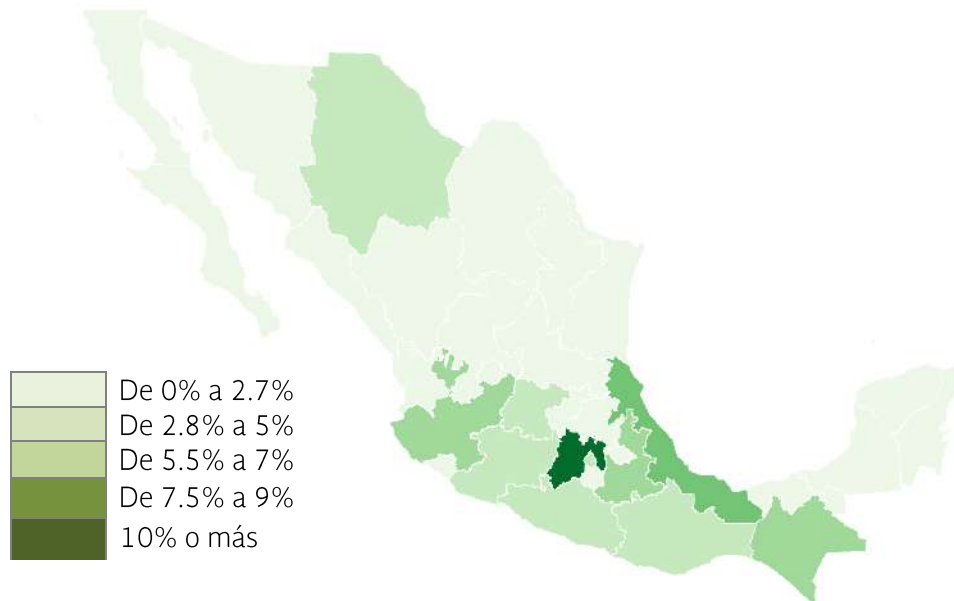 De 0% a 2.7%
De 2.8% a 5%
De 5.5% a 7%
De 7.5% a 9%
10% o más